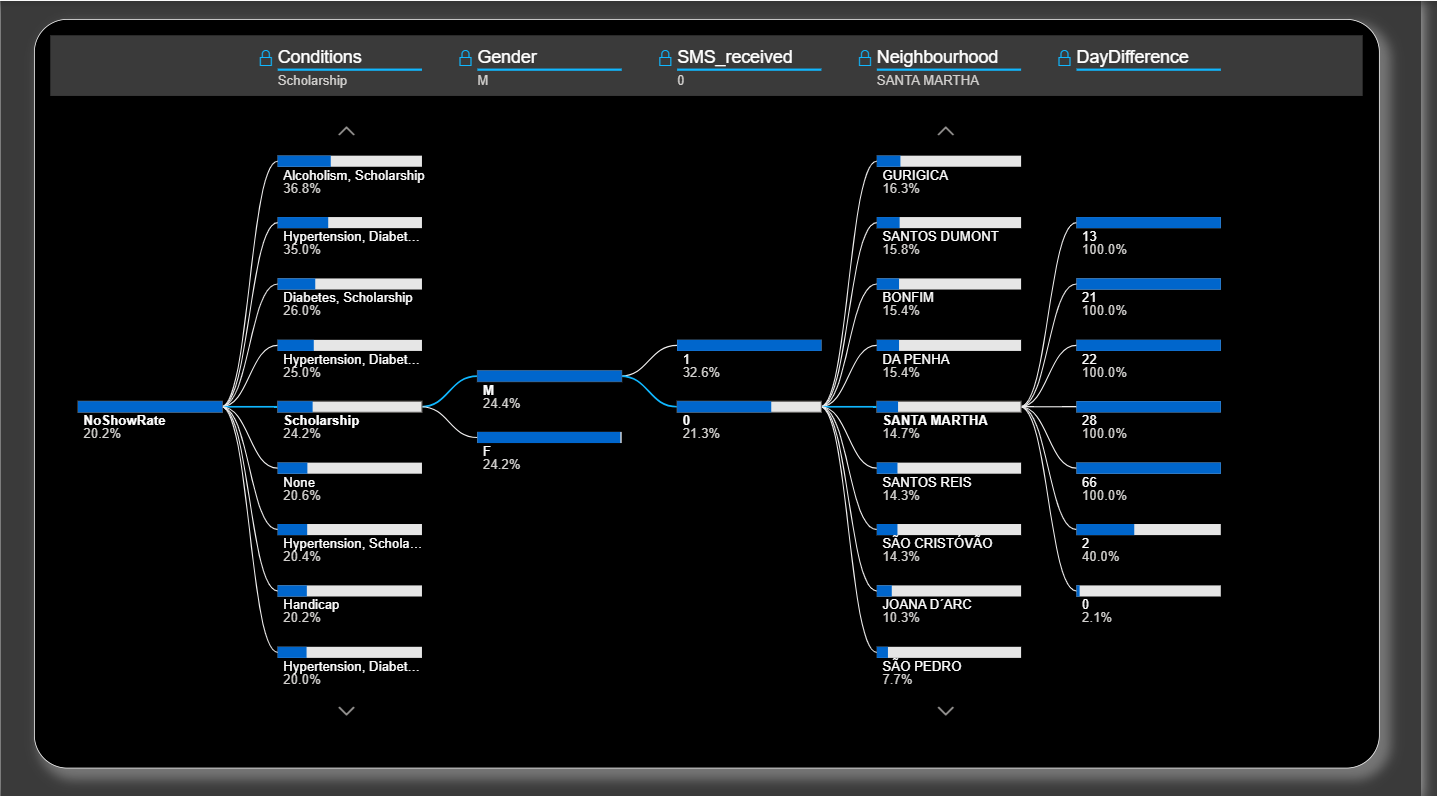 Conditions
Scholarship
Gender
M
SMS_received
0
Neighbourhood
SANTA MARTHA
DayDifference
NoShowRate
20.2%
Alcoholism, Scholarship
36.8%
Hypertension, Diabet...
35.0%
Diabetes, Scholarship
26.0%
Hypertension, Diabet...
25.0%
Scholarship
24.2%
None
20.6%
Hypertension, Schola...
20.4%
Handicap
20.2%
Hypertension, Diabet...
20.0%
M
24.4%
F
24.2%
1
32.6%
0
21.3%
GURIGICA
16.3%
SANTOS DUMONT
15.8%
BONFIM
15.4%
DA PENHA
15.4%
SANTA MARTHA
14.7%
SANTOS REIS
14.3%
SÃO CRISTÓVÃO
14.3%
JOANA D´ARC
10.3%
SÃO PEDRO
7.7%
13
100.0%
21
100.0%
22
100.0%
28
100.0%
66
100.0%
2
40.0%
0
2.1%